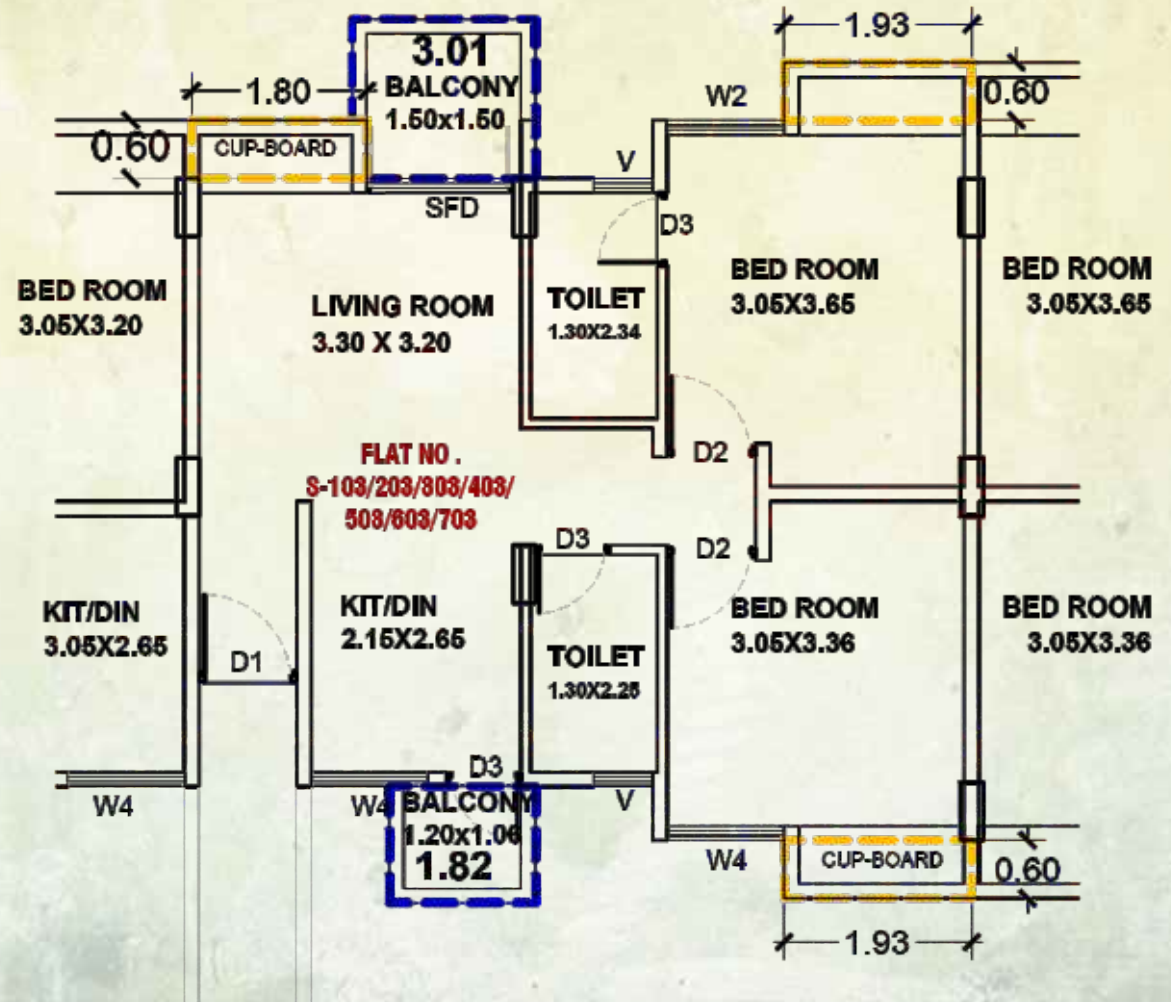 1.93
3.01
BALCONY
1.50x1.50
1.80
W2
0.60
0.60
CUP-BOARD
V
SFD
D3
BED ROOM
3.05X3.20
LIVING ROOM
3.30 X 3.20
TOILET
1.30X2.34
BED ROOM
3.05X3.65
BED ROOM
3.05X3.65
FLAT NO .
S-103/203/303/403/
503/603/703
D2
D3
D2
KIT/DIN
3.05X2.65
D1
KIT/DIN
2.15X2.65
TOILET
1.30X2.25
BED ROOM
3.05X3.36
BED ROOM
3.05X3.36
D3
W4
W4
BALCONY
1.20x1.06
1.82
V
W4
CUP-BOARD
0.60
1.93